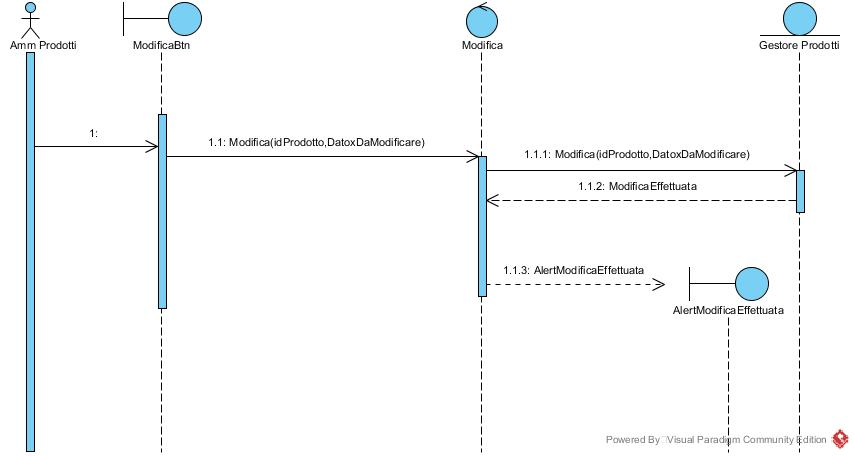 Amm Prodotti
ModificaBtn
Modifica
Gestore Prodotti
1:
1.1: Modifica(idProdotto,DatoxDaModificare)
1.1.1: Modifica(idProdotto,DatoxDaModificare)
1.1.2: ModificaEffettuata
1.1.3: AlertModificaEffettuata
AlertModificaEffettuata
Powered By Visual Paradigm Community Edition